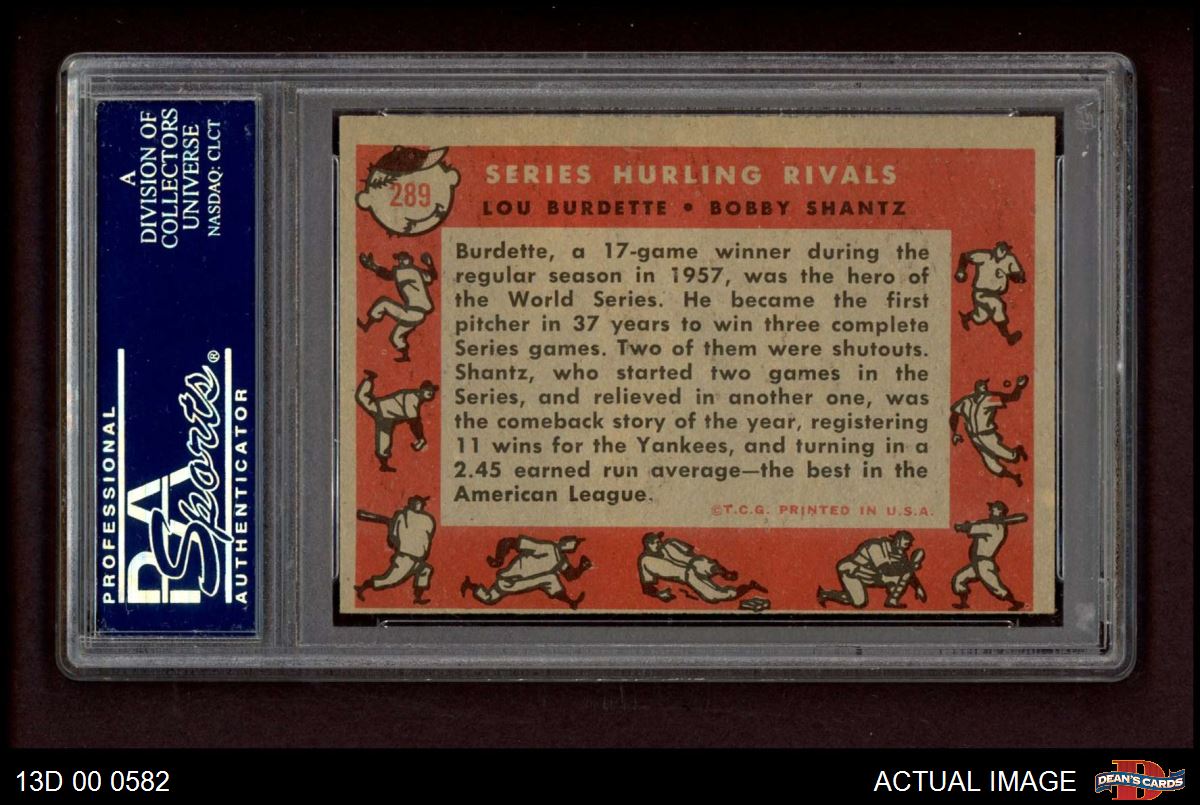 A
DIVISION OF
COLLECTORS
UNIVERSE
NASDAQ: CLCT
PROFESSIONAL
PSA
Sports®
AUTHENTICATOR
289
SERIES HURLING RIVALS
LOU BURDETTE • BOBBY SHANTZ
Burdette, a 17-game winner during the
regular season in 1957, was the hero of
the World Series. He became the first
pitcher in 37 years to win three complete
Series games. Two of them were shutouts.
Shantz, who started two games in the
Series, and relieved in another one, was
the comeback story of the year, registering
11 wins for the Yankees, and turning in a
2.45 earned run average—the best in the
American League.
©T.C.G. PRINTED IN U.S.A.
13D 00 0582
ACTUAL IMAGE
DEAN'S CARDS